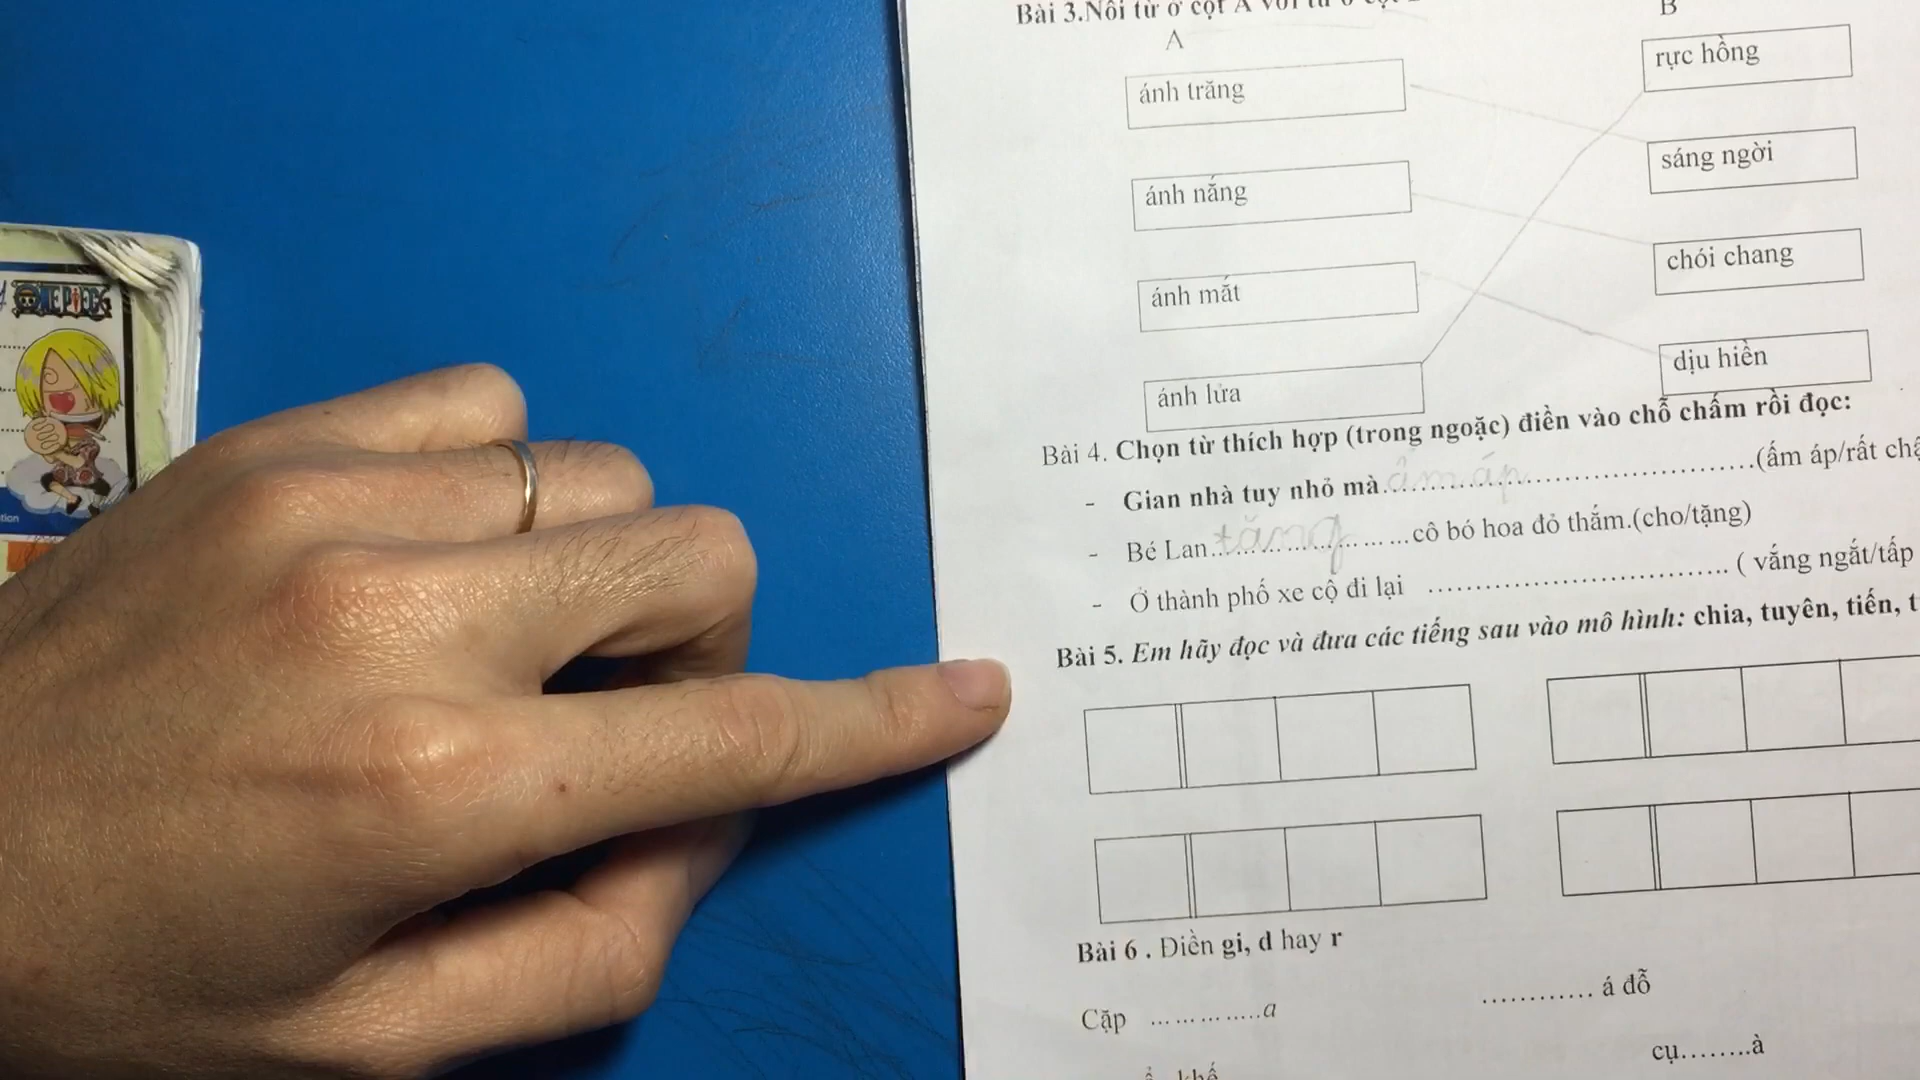 Bài 3.Nối từ ở cột A với từ ở cột
A
B
ánh trăng
rực hồng
ánh nắng
sáng ngời
ánh mắt
chói chang
ánh lửa
dịu hiền
Bài 4. Chọn từ thích hợp (trong ngoặc) điền vào chỗ chấm rồi đọc:
- Gian nhà tuy nhỏ mà..âm áp..............................(ấm áp/rất
- Bé Lan..tặng..........cô bó hoa đỏ thắm.(cho/tặng)
- Ở thành phố xe cộ đi lại ..................................... ( vắng ngắt/tấp
Bài 5. Em hãy đọc và đưa các tiếng sau vào mô hình: chia, tuyên, tiến,
Bài 6 . Điền gi, d hay r
Cặp ... ... ... .....a
............ á đỗ
cụ........à
khế
ONE PIECE